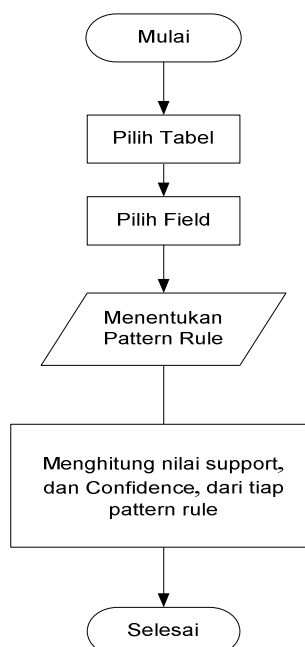 Mulai
Pilih Tabel
Pilih Field
Menentukan
Pattern Rule
Menghitung nilai support,
dan Confidence, dari tiap
pattern rule
Selesai